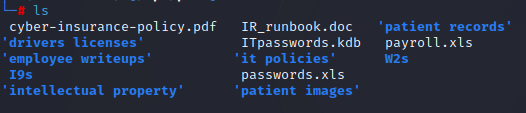 └─# ls
cyber-insurance-policy.pdf IR_runbook.doc 'patient records'
'drivers licenses' ITpasswords.kdb payroll.xls
'employee writeups' 'it policies' W2s
I9s passwords.xls
'intellectual property' 'patient images'